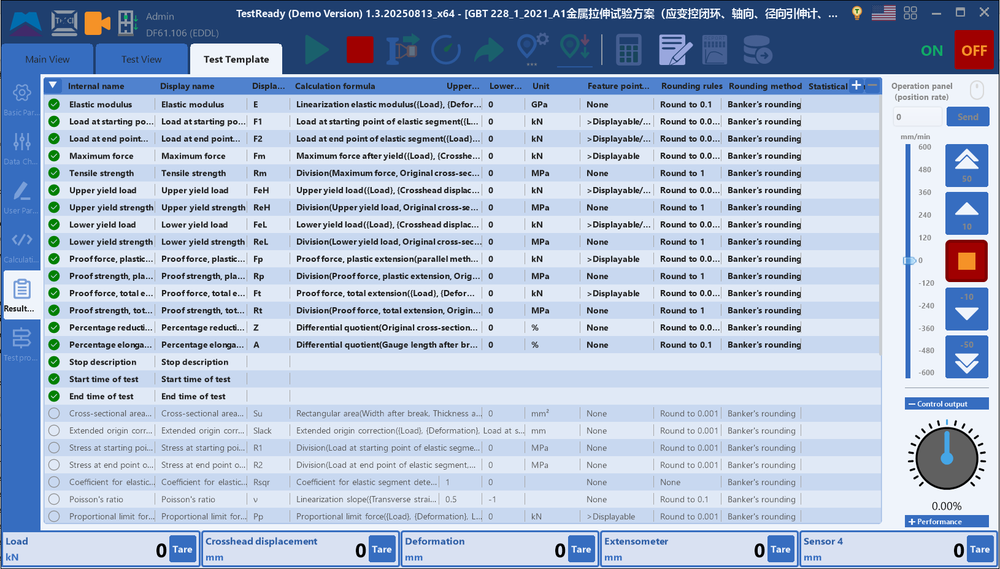 TestReady (Demo Version) 1.3.20250813_x64 - [GBT 228_1_2021_A1金属拉伸试验方案（应变控闭环、轴向、径向引伸计、...
Admin
DF61.106 (EDDL)
Main View
Test View
Test Template
REPORT
ON
OFF
Basic Par...
Data Ch...
User Par...
Calculati...
Result...
Test pro...
Internal name Display name Displa... Calculation formula Upper... Lower... Unit Feature point... Rounding rules Rounding method Statistical
Elastic modulus Elastic modulus E Linearization elastic modulus({Load}, {Defor... 0 GPa None Round to 0.1 Banker's rounding
Load at starting po... Load at starting po... F1 Load at starting point of elastic segment({L... 0 kN >Displayable/... Round to 0.0... Banker's rounding
Load at end point... Load at end point... F2 Load at end point of elastic segment({Load}... 0 kN >Displayable/... Round to 0.0... Banker's rounding
Maximum force Maximum force Fm Maximum force after yield({Load}, {Crosshe... 0 kN >Displayable Round to 0.0... Banker's rounding
Tensile strength Tensile strength Rm Division(Maximum force, Original cross-sec... 0 MPa None Round to 1 Banker's rounding
Upper yield load Upper yield load FeH Upper yield load({Load}, {Crosshead displac... 0 kN >Displayable/... Round to 0.0... Banker's rounding
Upper yield strength Upper yield strength ReH Division(Upper yield load, Original cross-se... 0 MPa None Round to 1 Banker's rounding
Lower yield load Lower yield load FeL Lower yield load({Load}, {Crosshead displac... 0 kN >Displayable/... Round to 0.0... Banker's rounding
Lower yield strength Lower yield strength ReL Division(Lower yield load, Original cross-sec... 0 MPa None Round to 1 Banker's rounding
Proof force, plastic... Proof force, plastic... Fp Proof force, plastic extension(parallel meth... 0 kN >Displayable Round to 0.0... Banker's rounding
Proof strength, pla... Proof strength, pla... Rp Division(Proof force, plastic extension, Orig... 0 MPa None Round to 1 Banker's rounding
Proof force, total e... Proof force, total e... Ft Proof force, total extension({Load}, {Defor... 0 kN >Displayable Round to 0.0... Banker's rounding
Proof strength, tot... Proof strength, tot... Rt Division(Proof force, total extension, Origin... 0 MPa None Round to 1 Banker's rounding
Percentage reducti... Percentage reducti... Z Differential quotient(Original cross-section... 0 % None Round to 0.0... Banker's rounding
Percentage elonga... Percentage elonga... A Differential quotient(Gauge length after br... 0 % None Round to 0.1 Banker's rounding
Stop description Stop description
Start time of test Start time of test
End time of test End time of test
Cross-sectional area... Cross-sectional area... Su Rectangular area(Width after break, Thickness a... 0 mm² None Round to 0.001 Banker's rounding
Extended origin corr... Extended origin corr... Slack Extended origin correction({Load}, {Deformation}, Load at s... mm None Round to 0.001 Banker's rounding
Stress at starting poi... Stress at starting poi... R1 Division(Load at starting point of elastic segme... 0 MPa None Round to 0.001 Banker's rounding
Stress at end point o... Stress at end point o... R2 Division(Load at end point of elastic segment,... 0 MPa None Round to 0.001 Banker's rounding
Coefficient for elastic... Coefficient for elastic... Rsqr Coefficient for elastic segment dete... 1 0 None None Banker's rounding
Poisson's ratio Poisson's ratio ν Linearization slope({Transverse strai... 0.5 -1 None Round to 0.1 Banker's rounding
Proportional limit for... Proportional limit for... Pp Proportional limit force({Load}, {Deformation}, L... 0 kN >Displayable Round to 0.001 Banker's rounding
Operation panel
(position rate)
0
Send
mm/min
600
480
360
240
120
0
-120
-240
-360
-480
-600
50
10
-10
-50
Control output
0.00%
Performance
Load
kN
0
Tare
Crosshead displacement
mm
0
Tare
Deformation
mm
0
Tare
Extensometer
mm
0
Tare
Sensor 4
mm
0
Tare